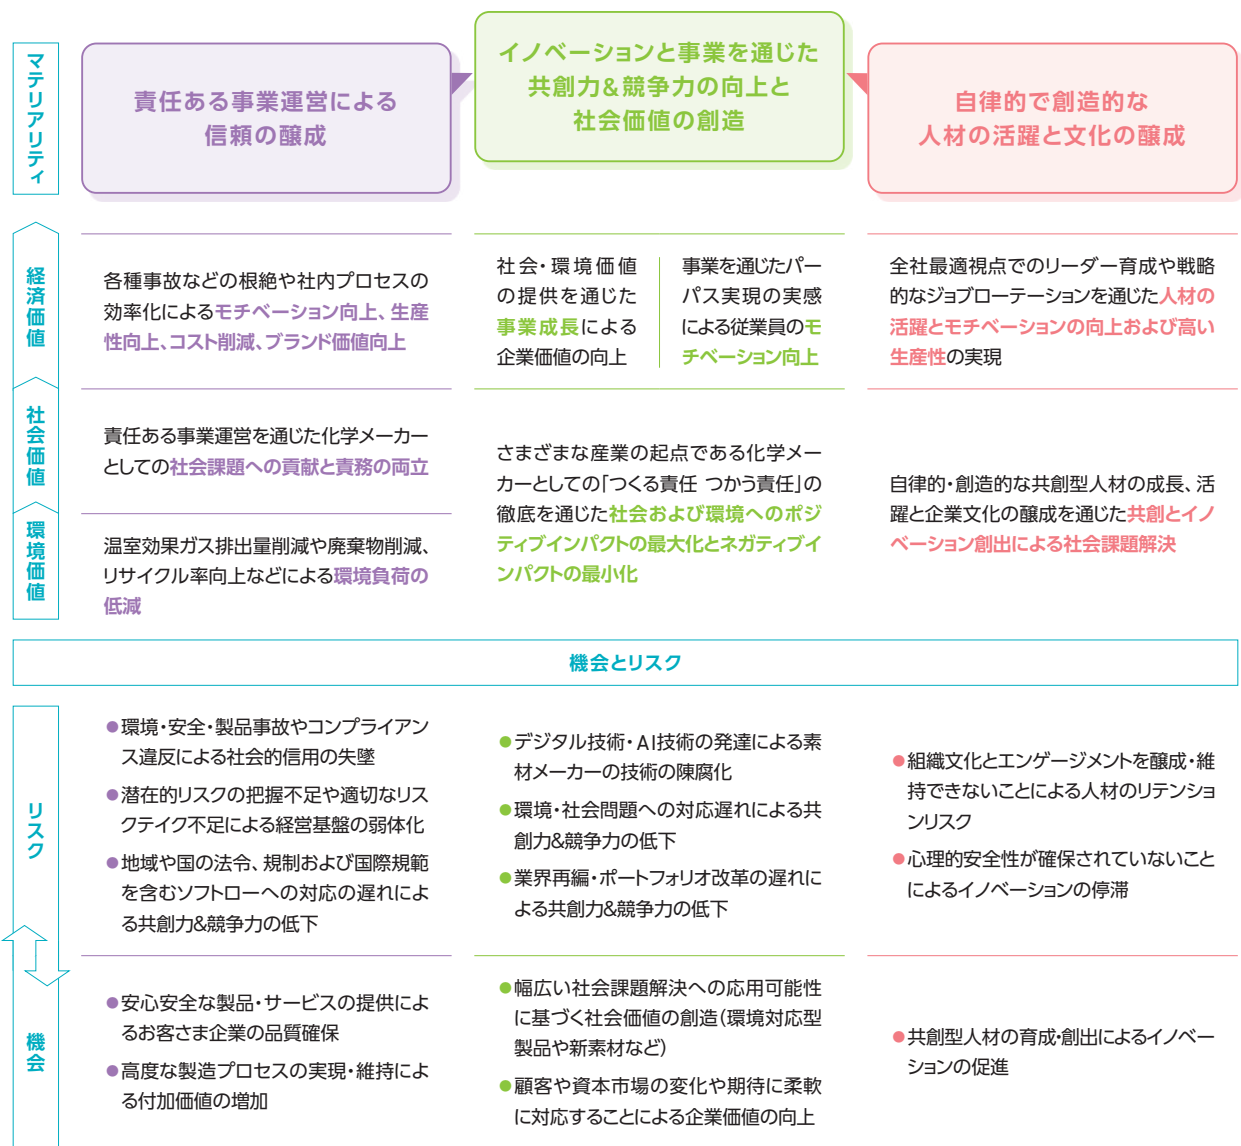 マテリアリティ
責任ある事業運営による
信頼の醸成
イノベーションと事業を通じた
共創力&競争力の向上と
社会価値の創造
自律的で創造的な
人材の活躍と文化の醸成
経済価値
各種事故などの根絶や社内プロセスの
効率化によるモチベーション向上、生産
性向上、コスト削減、ブランド価値向上
社会・環境価値
の提供を通じた
事業成長による
企業価値の向上
事業を通じたパー
パス実現の実感
による従業員のモ
チベーション向上
全社最適視点でのリーダー育成や戦略
的なジョブローテーションを通じた人材の
活躍とモチベーションの向上および高い
生産性の実現
社会価値
責任ある事業運営を通じた化学メーカー
としての社会課題への貢献と責務の両立
環境価値
温室効果ガス排出量削減や廃棄物削減、
リサイクル率向上などによる環境負荷の
低減
さまざまな産業の起点である化学メー
カーとしての「つくる責任 つかう責任」の
徹底を通じた社会および環境へのポジ
ティブインパクトの最大化とネガティブイ
ンパクトの最小化
自律的・創造的な共創型人材の成長、活
躍と企業文化の醸成を通じた共創とイノ
ベーション創出による社会課題解決
機会とリスク
リスク
●環境・安全・製品事故やコンプライアン
ス違反による社会的信用の失墜
●潜在的リスクの把握不足や適切なリス
クテイク不足による経営基盤の弱体化
●地域や国の法令、規制および国際規範
を含むソフトローへの対応の遅れによ
る共創力&競争力の低下
●デジタル技術・AI技術の発達による素
材メーカーの技術の陳腐化
●環境・社会問題への対応遅れによる共
創力&競争力の低下
●業界再編・ポートフォリオ改革の遅れに
よる共創力&競争力の低下
●組織文化とエンゲージメントを醸成・維
持できないことによる人材のリテンショ
ンリスク
●心理的安全性が確保されていないこと
によるイノベーションの停滞
機会
●安心安全な製品・サービスの提供によ
るお客さま企業の品質確保
●高度な製造プロセスの実現・維持によ
る付加価値の増加
●幅広い社会課題解決への応用可能性
に基づく社会価値の創造(環境対応型
製品や新素材など)
●顧客や資本市場の変化や期待に柔軟
に対応することによる企業価値の向上
●共創型人材の育成・創出によるイノベー
ションの促進